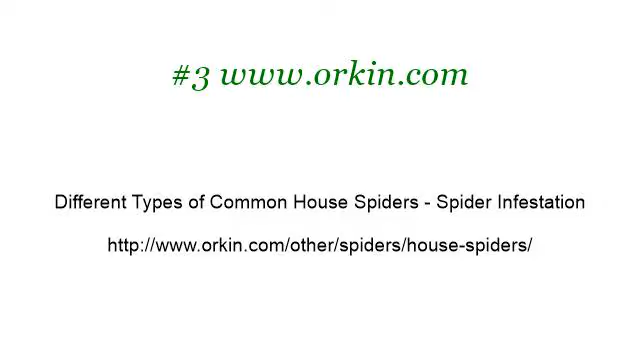 #3 www.orkin.com
Different Types of Common House Spiders - Spider Infestation
http://www.orkin.com/other/spiders/house-spiders/